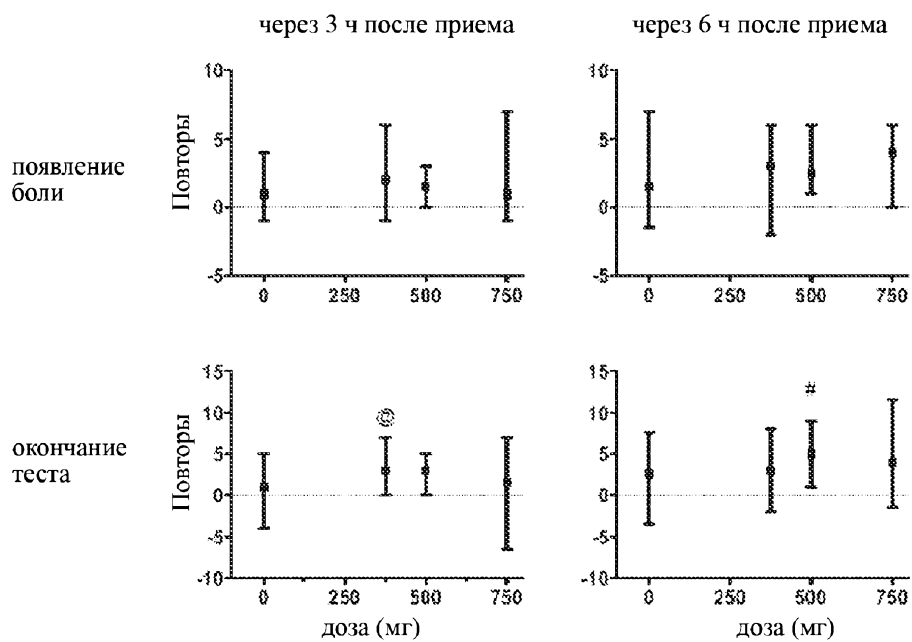 через 3 ч после приема
через 6 ч после приема
появление
боли
Повторы
10
5
0
-5
0 250 500 750
10
5
0
-5
0 250 500 750
окончание
теста
Повторы
15
10
5
0
-5
-10
@
0 250 500 750
доза (мг)
15
10
5
0
-5
-10
#
0 250 500 750
доза (мг)